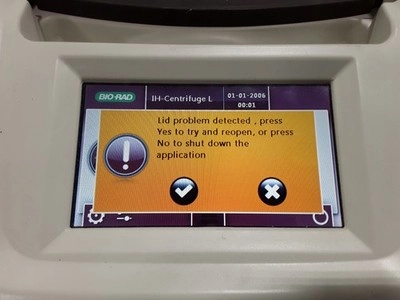 BIO-RAD
IH-Centrifuge L
01-01-2006
00:01
Lid problem detected , press
Yes to try and reopen, or press
No to shut down the
application